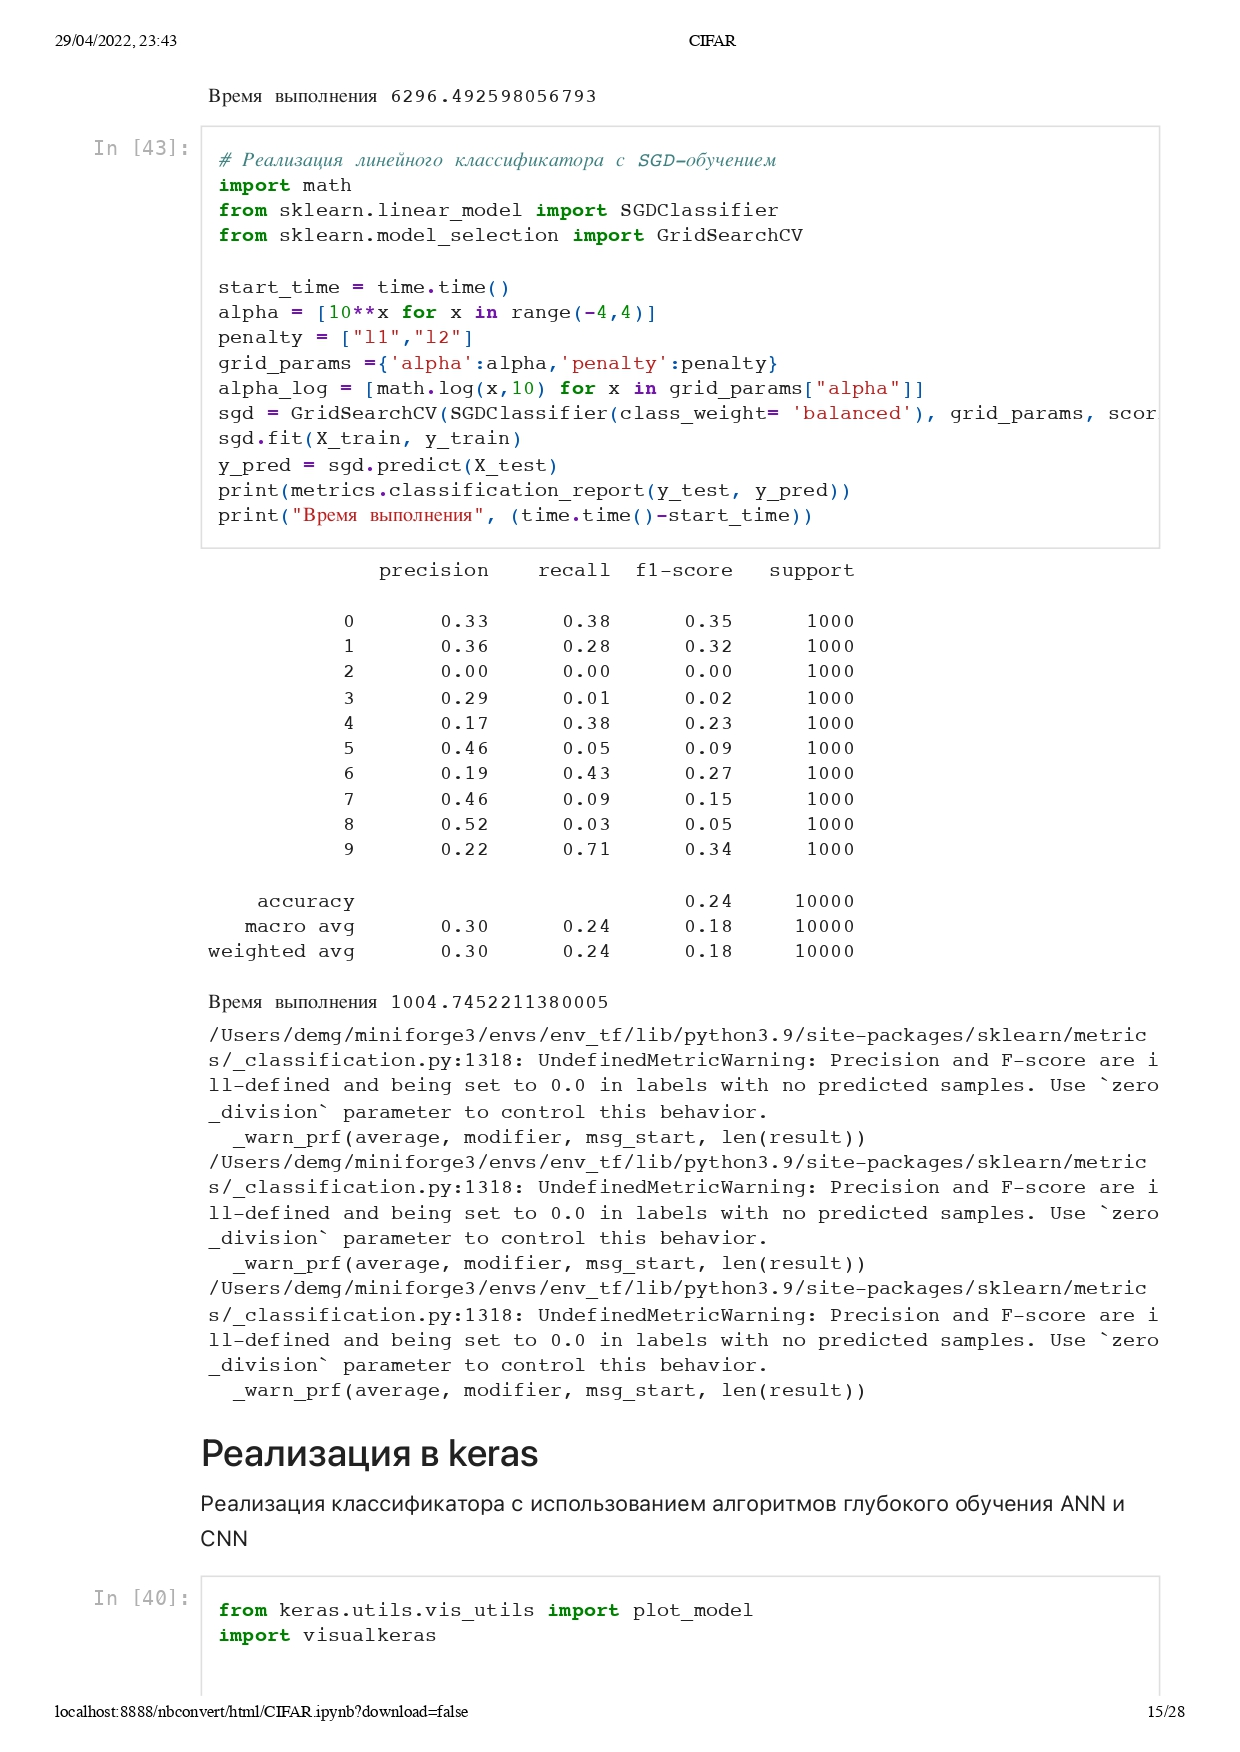 29/04/2022, 23:43 CIFAR
Время выполнения 6296.492598056793
In [43]:
# Реализация линейного классификатора с SGD-обучением
import math
from sklearn.linear_model import SGDClassifier
from sklearn.model_selection import GridSearchCV
start_time = time.time()
alpha = [10**x for x in range(-4,4)]
penalty = ["l1","l2"]
grid_params ={'alpha':alpha,'penalty':penalty}
alpha_log = [math.log(x,10) for x in grid_params["alpha"]]
sgd = GridSearchCV(SGDClassifier(class_weight= 'balanced'), grid_params, scor
sgd.fit(X_train, y_train)
y_pred = sgd.predict(X_test)
print(metrics.classification_report(y_test, y_pred))
print("Время выполнения", (time.time()-start_time))
precision recall f1-score support
0 0.33 0.38 0.35 1000
1 0.36 0.28 0.32 1000
2 0.00 0.00 0.00 1000
3 0.29 0.01 0.02 1000
4 0.17 0.38 0.23 1000
5 0.46 0.05 0.09 1000
6 0.19 0.43 0.27 1000
7 0.46 0.09 0.15 1000
8 0.52 0.03 0.05 1000
9 0.22 0.71 0.34 1000
accuracy 0.24 10000
macro avg 0.30 0.24 0.18 10000
weighted avg 0.30 0.24 0.18 10000
Время выполнения 1004.7452211380005
/Users/demg/miniforge3/envs/env_tf/lib/python3.9/site-packages/sklearn/metric
s/_classification.py:1318: UndefinedMetricWarning: Precision and F-score are i
ll-defined and being set to 0.0 in labels with no predicted samples. Use `zero
_division` parameter to control this behavior.
_warn_prf(average, modifier, msg_start, len(result))
/Users/demg/miniforge3/envs/env_tf/lib/python3.9/site-packages/sklearn/metric
s/_classification.py:1318: UndefinedMetricWarning: Precision and F-score are i
ll-defined and being set to 0.0 in labels with no predicted samples. Use `zero
_division` parameter to control this behavior.
_warn_prf(average, modifier, msg_start, len(result))
/Users/demg/miniforge3/envs/env_tf/lib/python3.9/site-packages/sklearn/metric
s/_classification.py:1318: UndefinedMetricWarning: Precision and F-score are i
ll-defined and being set to 0.0 in labels with no predicted samples. Use `zero
_division` parameter to control this behavior.
_warn_prf(average, modifier, msg_start, len(result))
Реализация в keras
Реализация классификатора с использованием алгоритмов глубокого обучения ANN и
CNN
In [40]:
from keras.utils.vis_utils import plot_model
import visualkeras
localhost:8888/nbconvert/html/CIFAR.ipynb?download=false 15/28